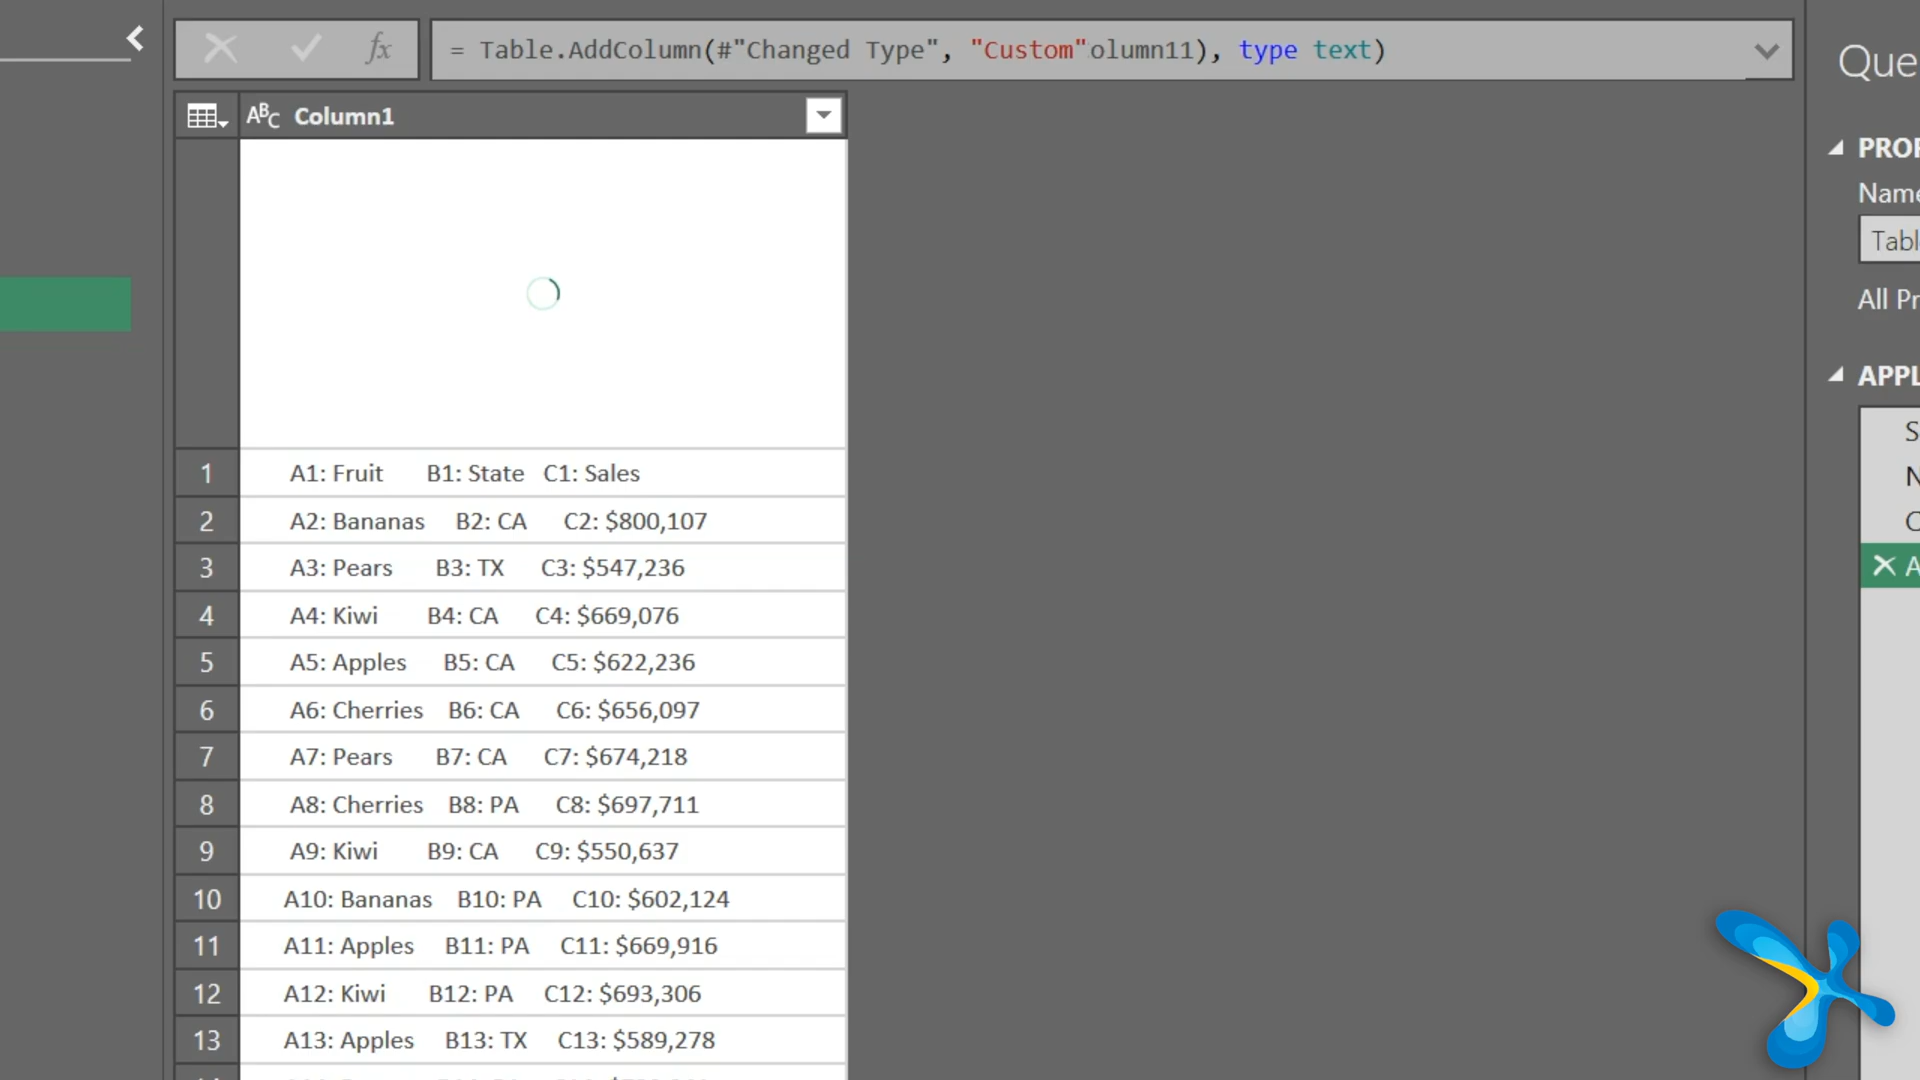 fx = Table.AddColumn(#"Changed Type", "Custom"olumn11), type text)
Que
ABC Column1
PROP
Name
Tabl
All Pr
APPL
S
N
C
A
1 A1: Fruit B1: State C1: Sales
2 A2: Bananas B2: CA C2: $800,107
3 A3: Pears B3: TX C3: $547,236
4 A4: Kiwi B4: CA C4: $669,076
5 A5: Apples B5: CA C5: $622,236
6 A6: Cherries B6: CA C6: $656,097
7 A7: Pears B7: CA C7: $674,218
8 A8: Cherries B8: PA C8: $697,711
9 A9: Kiwi B9: CA C9: $550,637
10 A10: Bananas B10: PA C10: $602,124
11 A11: Apples B11: PA C11: $669,916
12 A12: Kiwi B12: PA C12: $693,306
13 A13: Apples B13: TX C13: $589,278